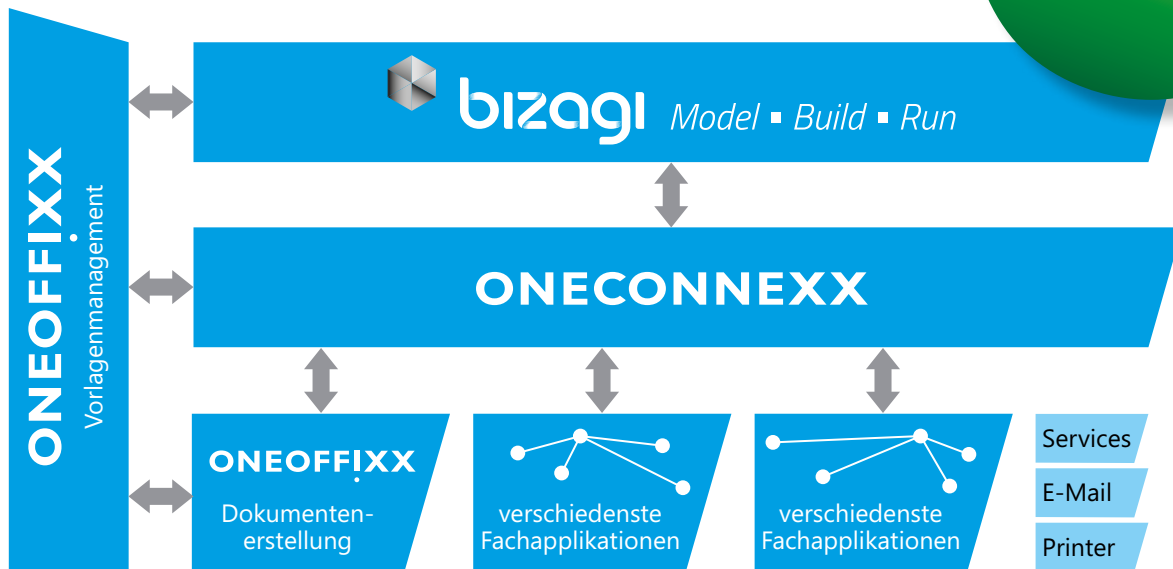 ONEOFFIXX
Vorlagenmanagement
bizagi Model ▪ Build ▪ Run
ONECONNEXX
ONEOFFIXX
Dokumenten-
erstellung
verschiedenste
Fachapplikationen
verschiedenste
Fachapplikationen
Services
E-Mail
Printer